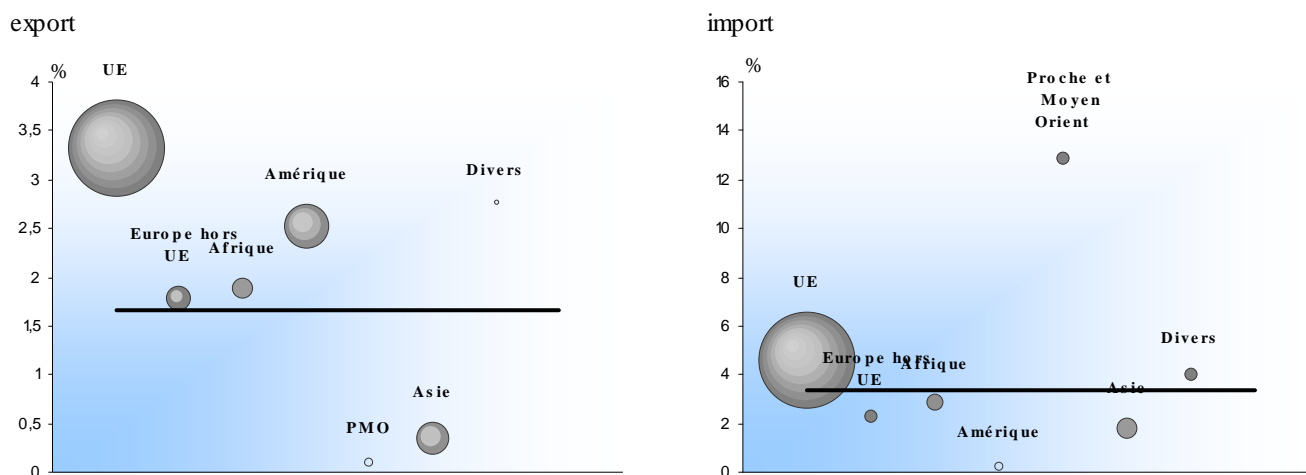 export
%
4
3,5
3
2,5
2
1,5
1
0,5
0
UE
Europe hors
UE
Afrique
Amérique
Divers
PMO
Asie
import
%
16
14
12
10
8
6
4
2
0
UE
Europe hors
UE
Afrique
Amérique
Proche et
Moyen
Orient
Asie
Divers